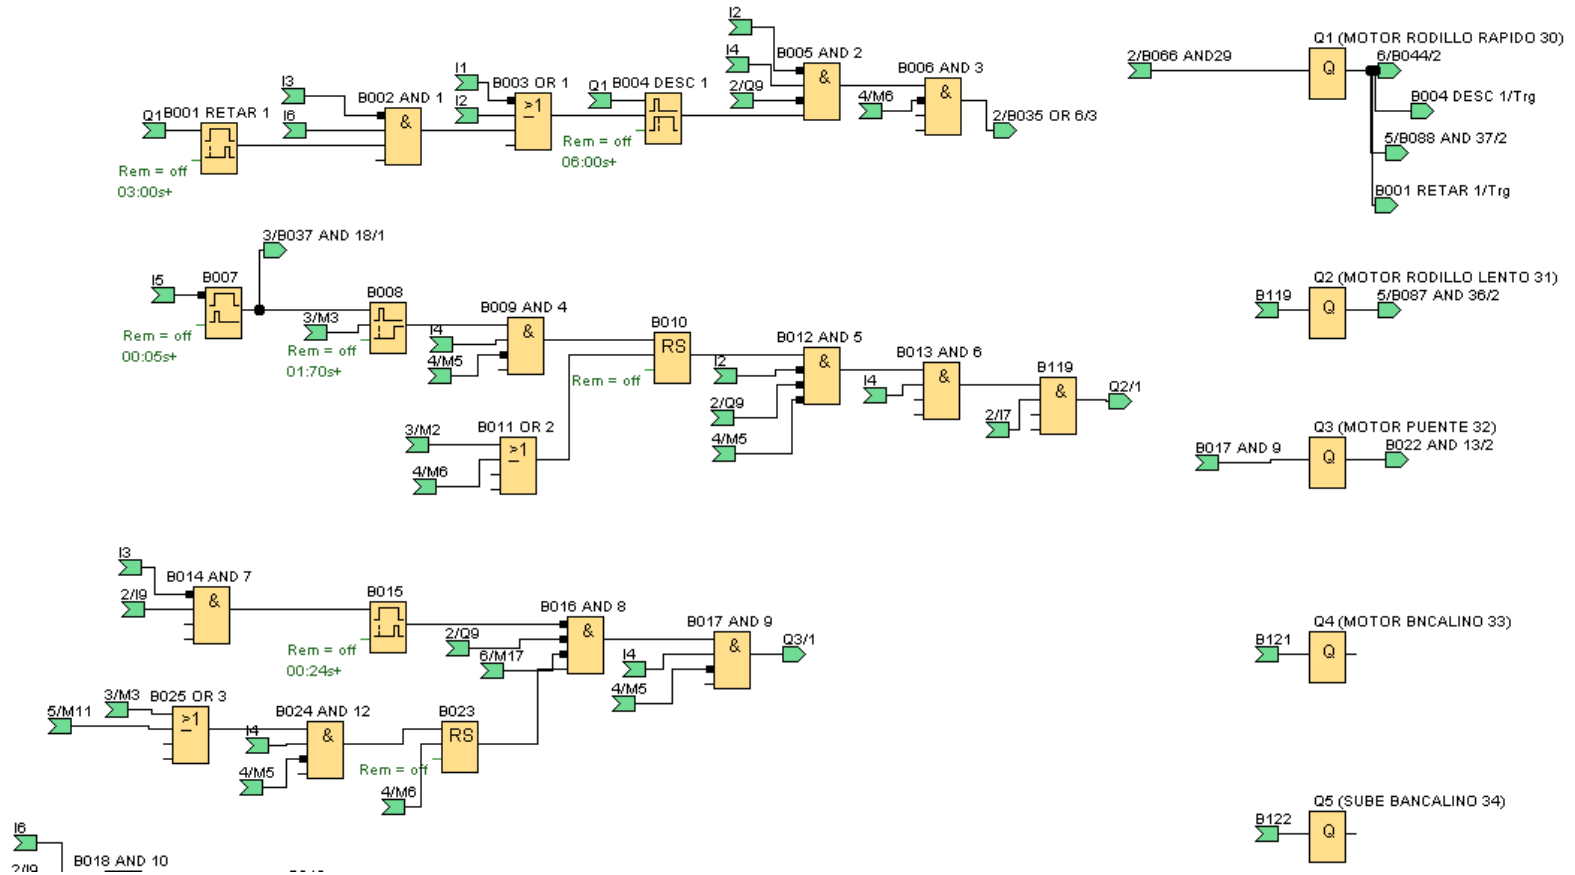 I2
Q1 (MOTOR RODILLO RAPIDO 30)
I4
B005 AND 2
2/B066 AND29
6/B044/2
I1
B003 OR 1
B006 AND 3
I3
Q1
B004 DESC 1
2/Q9
&
Q
B002 AND 1
I2
>1
4/M6
&
B004 DESC 1/Trg
Q1
B001 RETAR 1
I6
&
2/B035 OR 6/3
Rem = off
06:00s+
5/B088 AND 37/2
Rem = off
03:00s+
B001 RETAR 1/Trg
3/B037 AND 18/1
I5
B007
Q2 (MOTOR RODILLO LENTO 31)
B008
B119
5/B087 AND 36/2
Q
B009 AND 4
3/M3
I4
&
B010
Rem = off
00:05s+
RS
B012 AND 5
Rem = off
01:70s+
4/M5
I2
&
B013 AND 6
Rem = off
I4
&
B119
2/Q9
&
Q2/1
2/I7
3/M2
B011 OR 2
4/M5
Q3 (MOTOR PUENTE 32)
>1
B017 AND 9
Q
B022 AND 13/2
4/M6
I3
B014 AND 7
2/I9
&
B015
B016 AND 8
Q4 (MOTOR BNCALINO 33)
2/Q9
&
B017 AND 9
B121
Q
Rem = off
00:24s+
6/M17
I4
&
Q3/1
4/M5
3/M3
B025 OR 3
5/M11
>1
B024 AND 12
B023
I4
&
RS
4/M5
Rem = off
4/M6
Q5 (SUBE BANCALINO 34)
B122
Q
I6
B018 AND 10
2/I9